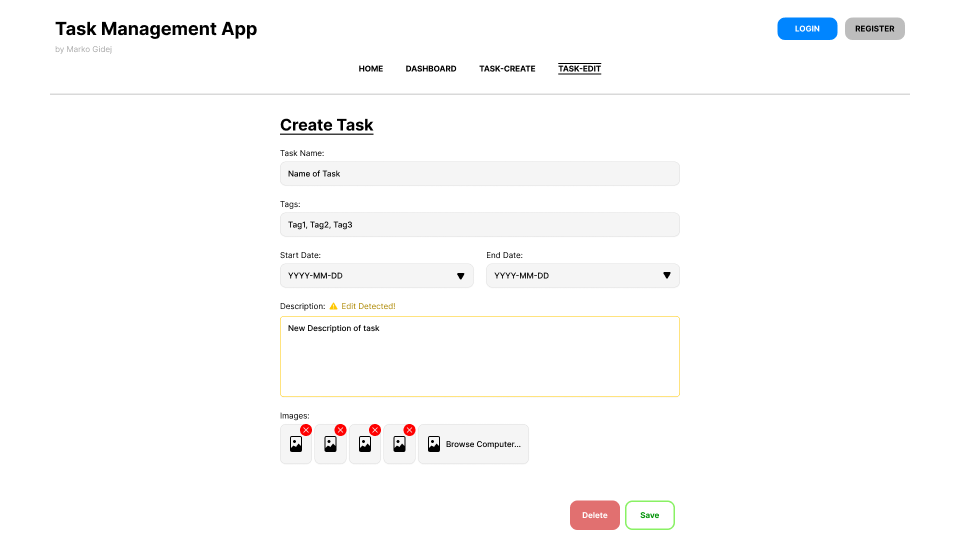 Task Management App
by Marko Gidej
LOGIN
REGISTER
HOME
DASHBOARD
TASK-CREATE
TASK-EDIT
Create Task
Task Name:
Name of Task
Tags:
Tag1, Tag2, Tag3
Start Date:
End Date:
YYYY-MM-DD
YYYY-MM-DD
Description:
Edit Detected!
New Description of task
Images:
Browse Computer...
Delete
Save